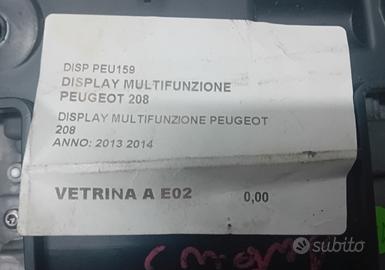 DISP PEU159
DISPLAY MULTIFUNZIONE
PEUGEOT 208
DISPLAY MULTIFUNZIONE PEUGEOT
208
ANNO: 2013 2014
VETRINA A E02 0,00
subito